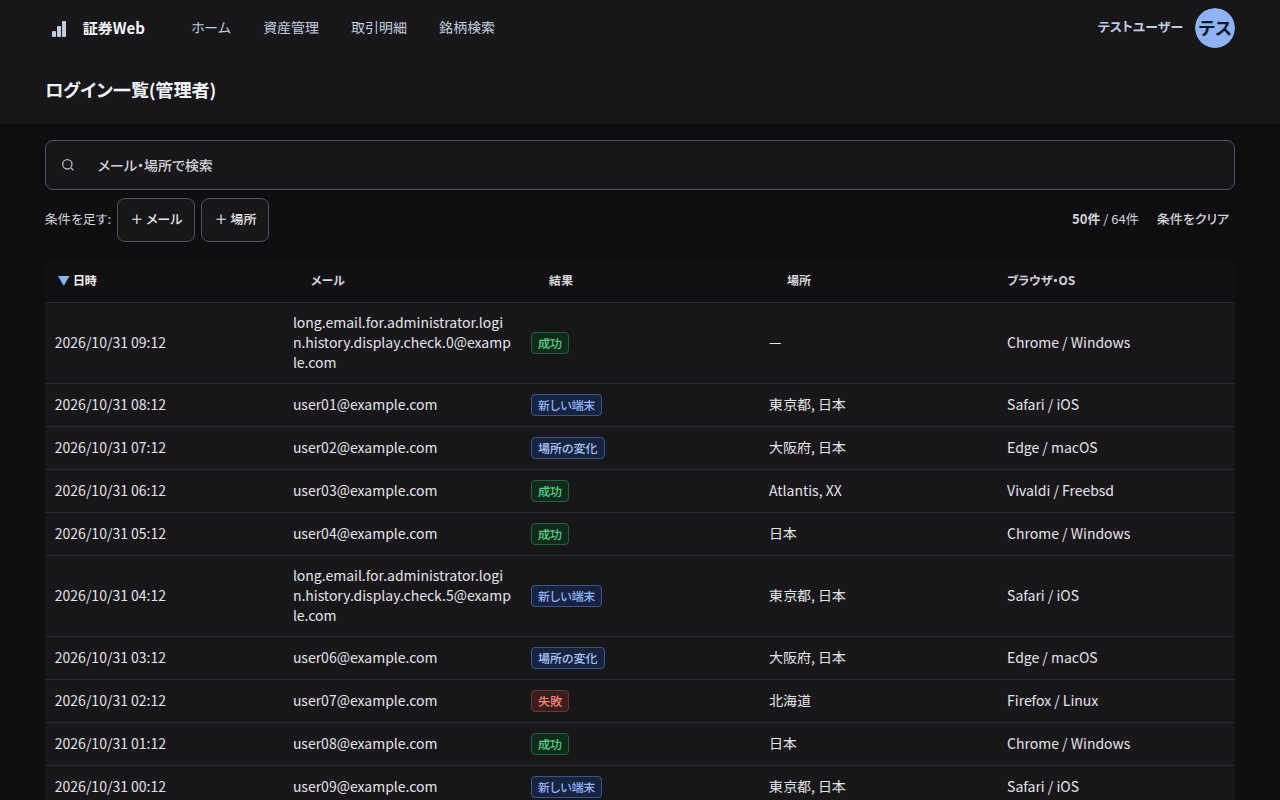 証券Web ホーム 資産管理 取引明細 銘柄検索 テストユーザー テス
ログイン一覧(管理者)
メール・場所で検索
条件を足す: ＋ メール ＋ 場所 50件 / 64件 条件をクリア
▼ 日時 メール 結果 場所 ブラウザ・OS
2026/10/31 09:12 long.email.for.administrator.logi
n.history.display.check.0@examp
le.com 成功 — Chrome / Windows
2026/10/31 08:12 user01@example.com 新しい端末 東京都, 日本 Safari / iOS
2026/10/31 07:12 user02@example.com 場所の変化 大阪府, 日本 Edge / macOS
2026/10/31 06:12 user03@example.com 成功 Atlantis, XX Vivaldi / Freebsd
2026/10/31 05:12 user04@example.com 成功 日本 Chrome / Windows
2026/10/31 04:12 long.email.for.administrator.logi
n.history.display.check.5@examp
le.com 新しい端末 東京都, 日本 Safari / iOS
2026/10/31 03:12 user06@example.com 場所の変化 大阪府, 日本 Edge / macOS
2026/10/31 02:12 user07@example.com 失敗 北海道 Firefox / Linux
2026/10/31 01:12 user08@example.com 成功 日本 Chrome / Windows
2026/10/31 00:12 user09@example.com 新しい端末 東京都, 日本 Safari / iOS